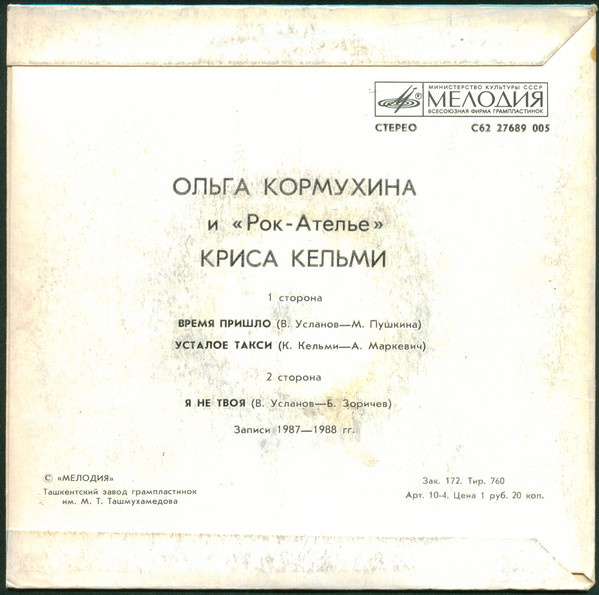 МИНИСТЕРСТВО КУЛЬТУРЫ СССР
МЕЛОДИЯ
ВСЕСОЮЗНАЯ ФИРМА ГРАМПЛАСТИНОК
СТЕРЕО С62 27689 005
ОЛЬГА КОРМУХИНА
и «Рок-Ателье»
КРИСА КЕЛЬМИ
1 сторона
ВРЕМЯ ПРИШЛО (В. Усланов—М. Пушкина)
УСТАЛОЕ ТАКСИ (К. Кельми—А. Маркевич)
2 сторона
Я НЕ ТВОЯ (В. Усланов—Б. Зоричев)
Записи 1987—1988 гг.
© «МЕЛОДИЯ»
Ташкентский завод грампластинок
им. М. Т. Ташмухамедова
Зак. 172. Тир. 760
Арт. 10-4. Цена 1 руб. 20 коп.